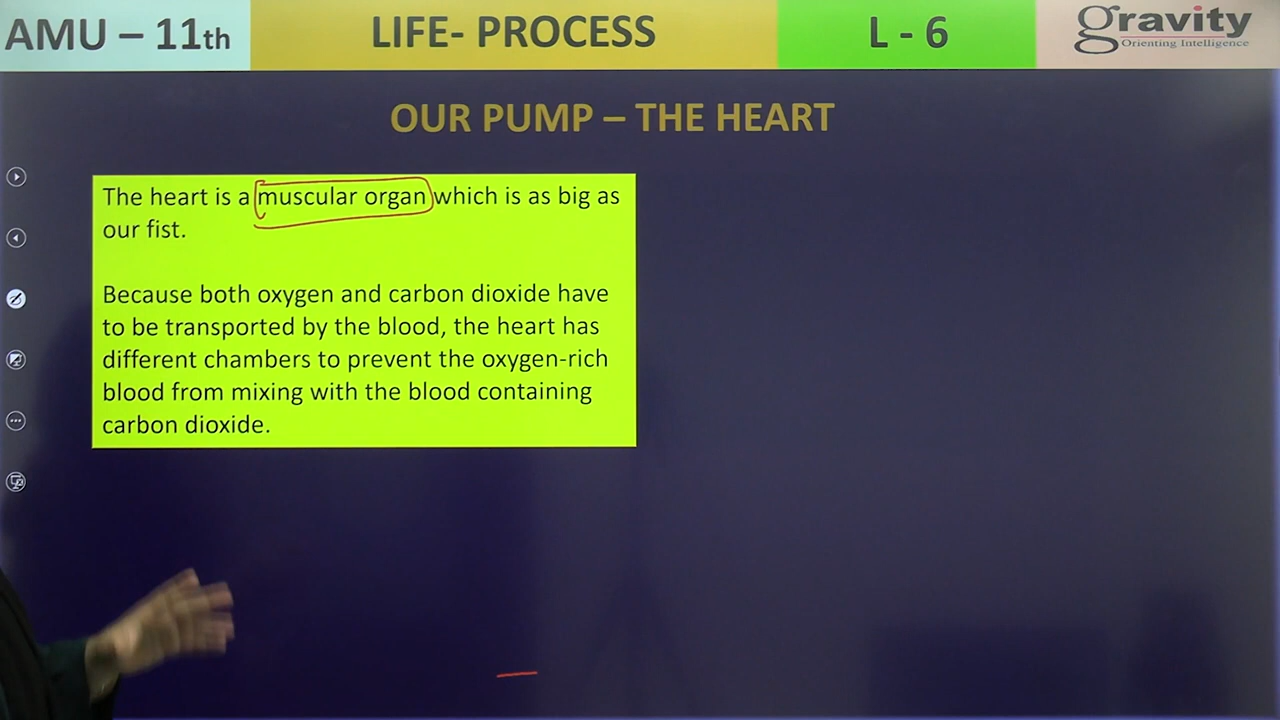 AMU – 11th
LIFE- PROCESS
L - 6
gravity
Orienting Intelligence
OUR PUMP – THE HEART
The heart is a muscular organ which is as big as
our fist.
Because both oxygen and carbon dioxide have
to be transported by the blood, the heart has
different chambers to prevent the oxygen-rich
blood from mixing with the blood containing
carbon dioxide.